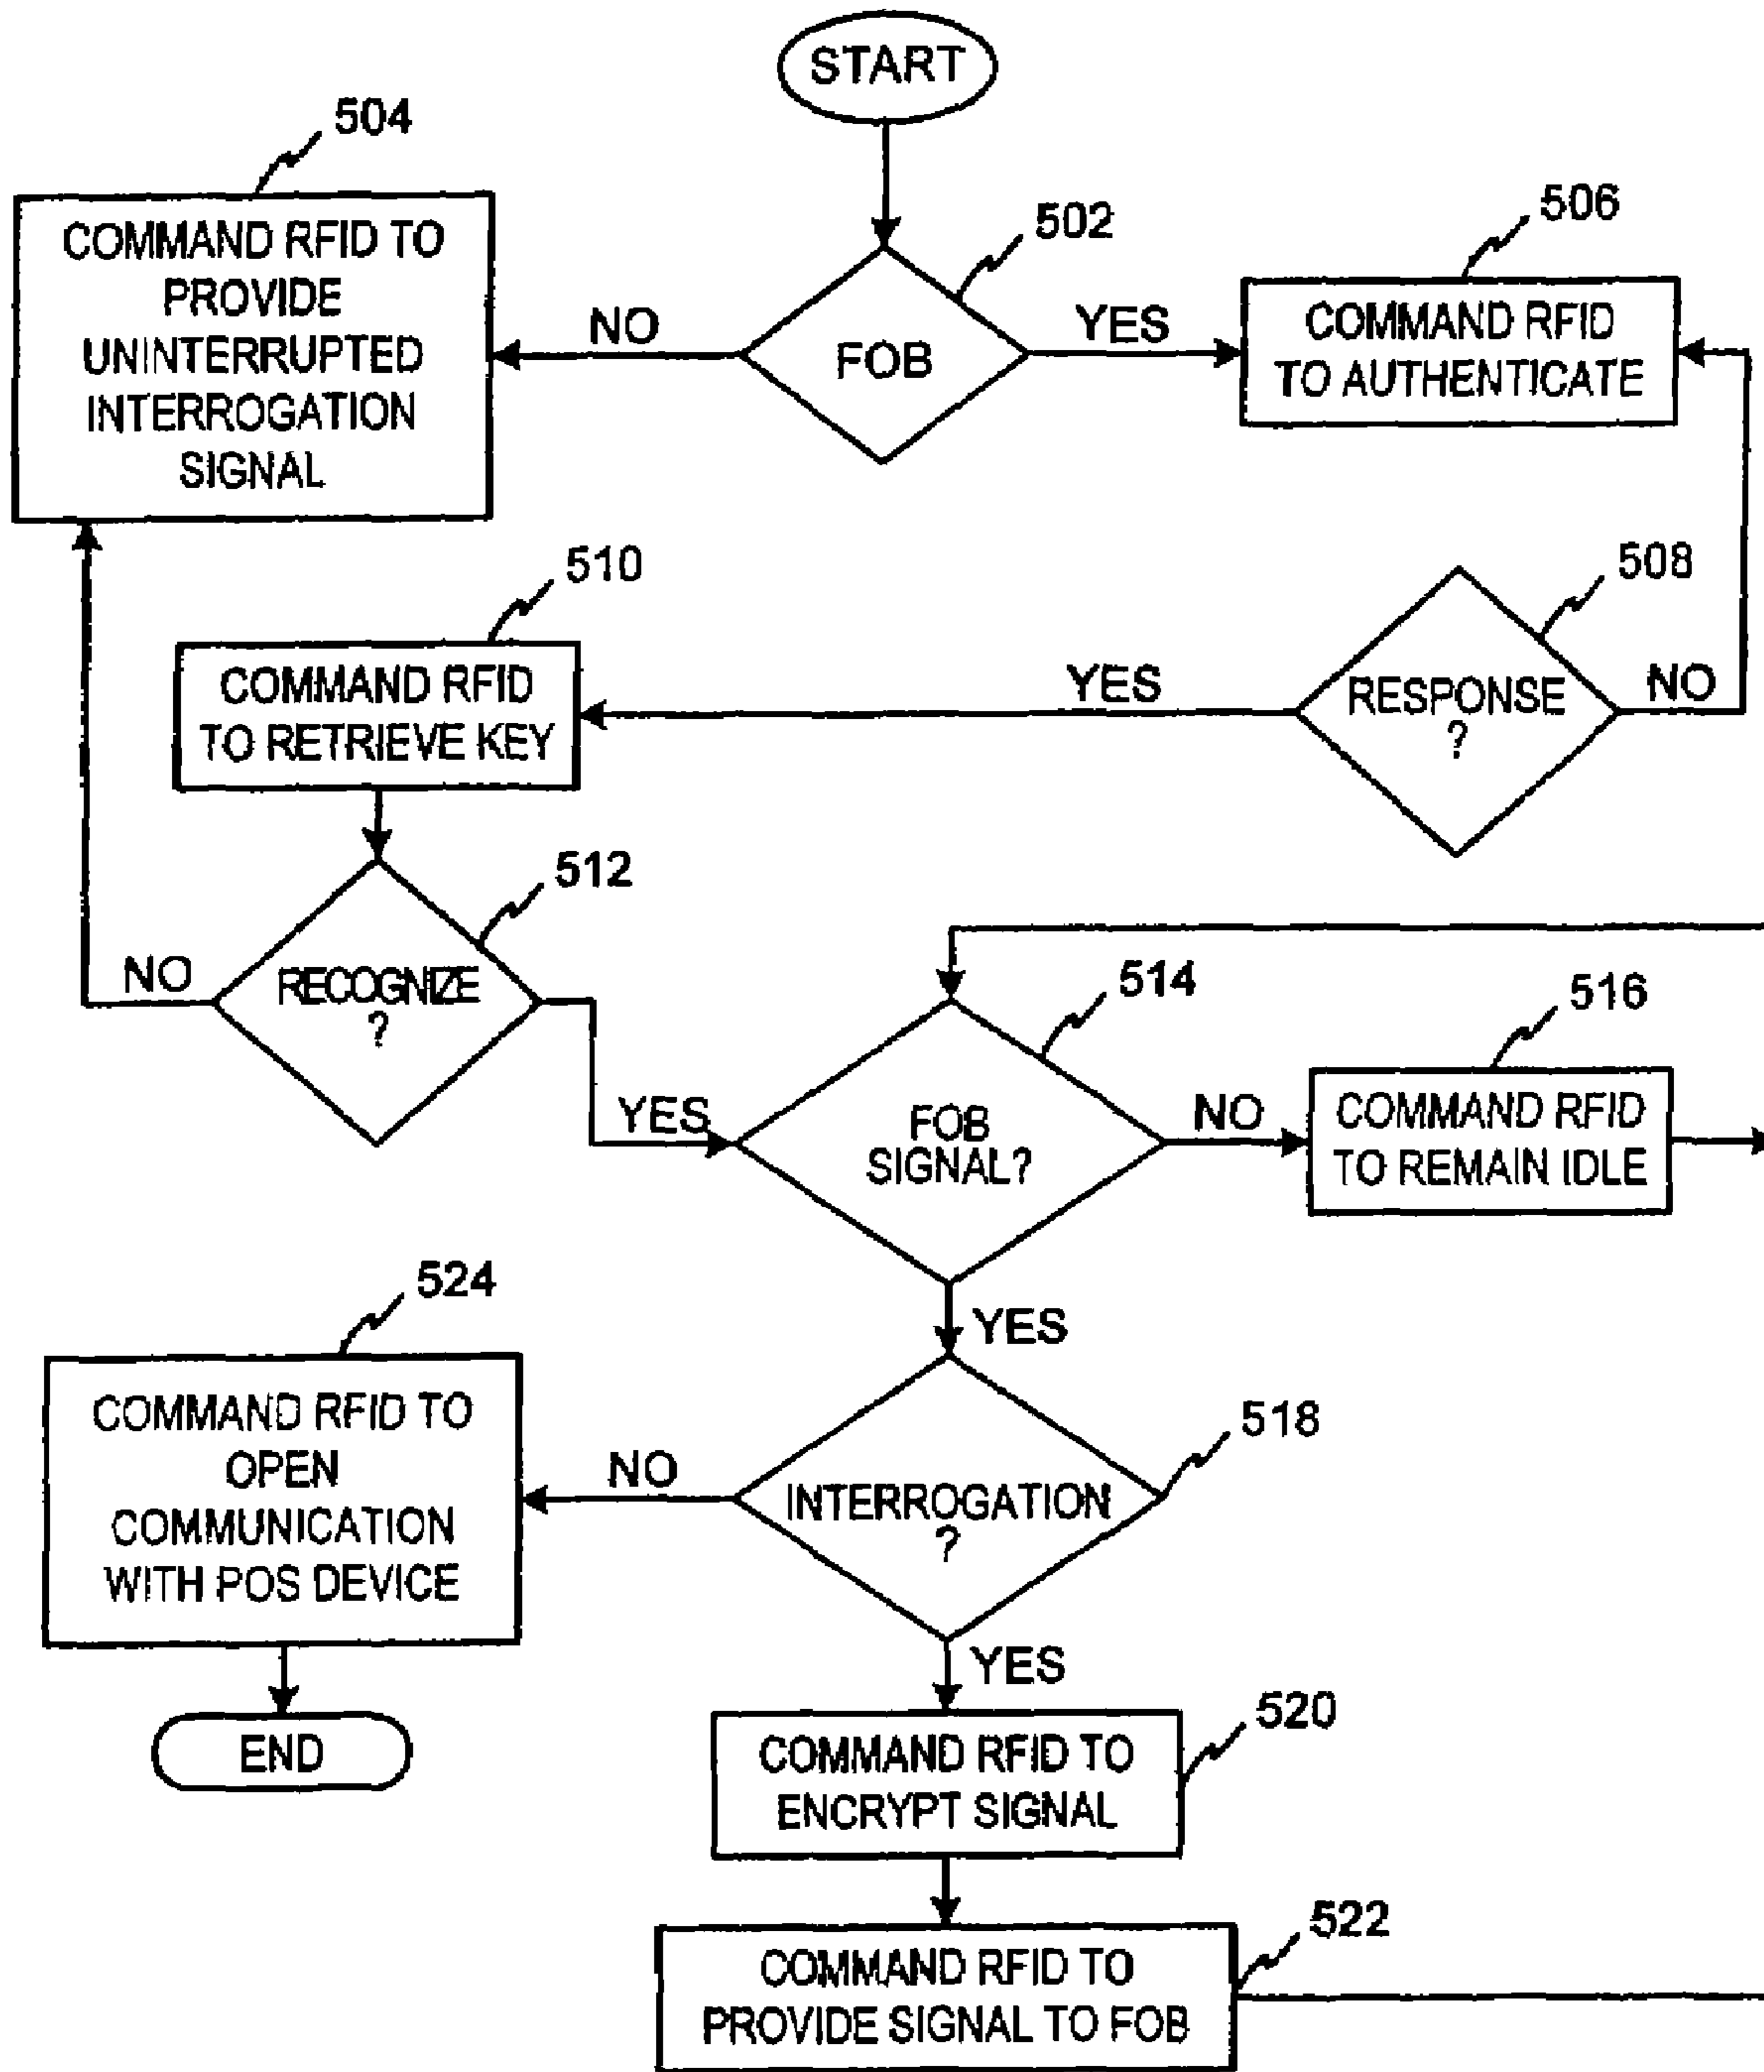 START
504
COMMAND RFID TO
PROVIDE
UNINTERRUPTED
INTERROGATION
SIGNAL
502
FOB
NO
YES
506
COMMAND RFID
TO AUTHENTICATE
508
RESPONSE
?
YES
NO
510
COMMAND RFID
TO RETRIEVE KEY
512
RECOGNIZE
?
NO
YES
514
FOB
SIGNAL?
NO
516
COMMAND RFID
TO REMAIN IDLE
YES
518
INTERROGATION
?
NO
524
COMMAND RFID TO
OPEN
COMMUNICATION
WITH POS DEVICE
END
YES
520
COMMAND RFID TO
ENCRYPT SIGNAL
522
COMMAND RFID TO
PROVIDE SIGNAL TO FOB